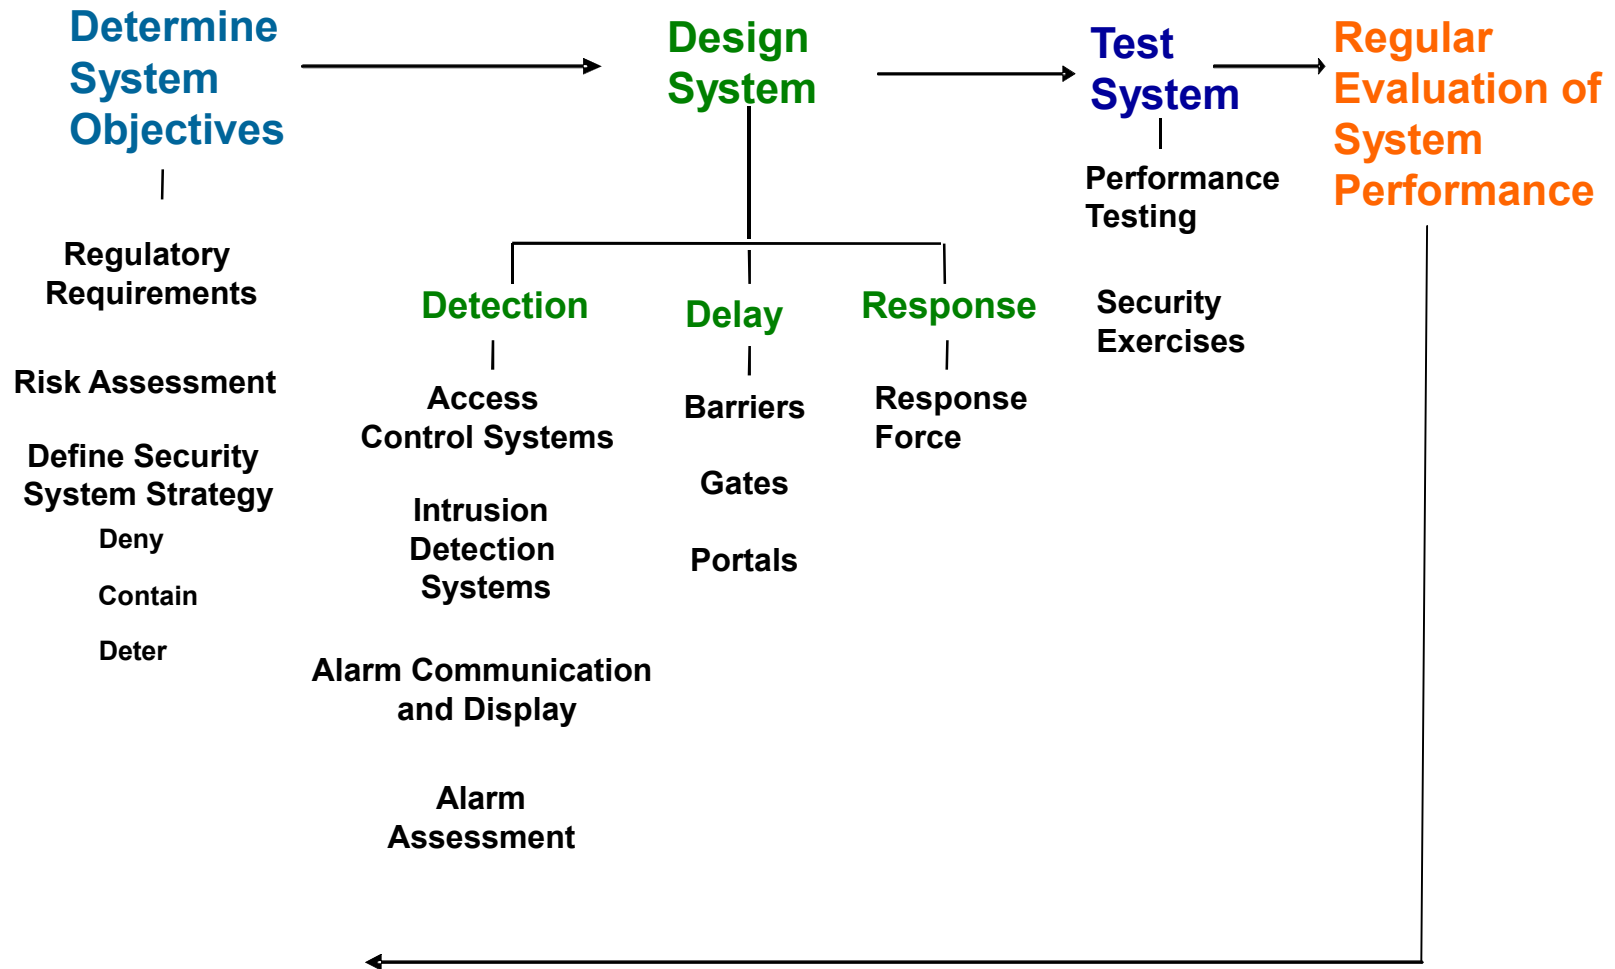 Determine
System
Objectives
Regulatory
Requirements
Risk Assessment
Define Security
System Strategy
Deny
Contain
Deter
Design
System
Detection
Access
Control Systems
Intrusion
Detection
Systems
Alarm Communication
and Display
Alarm
Assessment
Delay
Barriers
Gates
Portals
Response
Response
Force
Test
System
Performance
Testing
Security
Exercises
Regular
Evaluation of
System
Performance